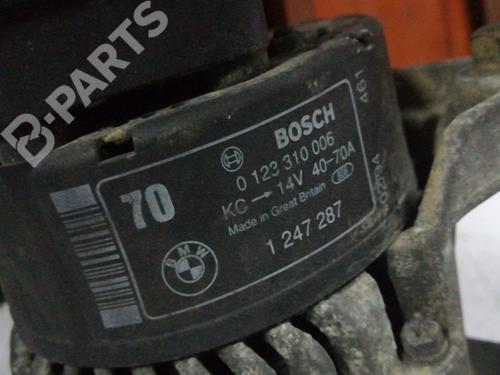 B-PARTS
BOSCH
70
0 123 310 006
KC → 14V 40-70A
Made in Great Britain
BMW
1 247 287
461